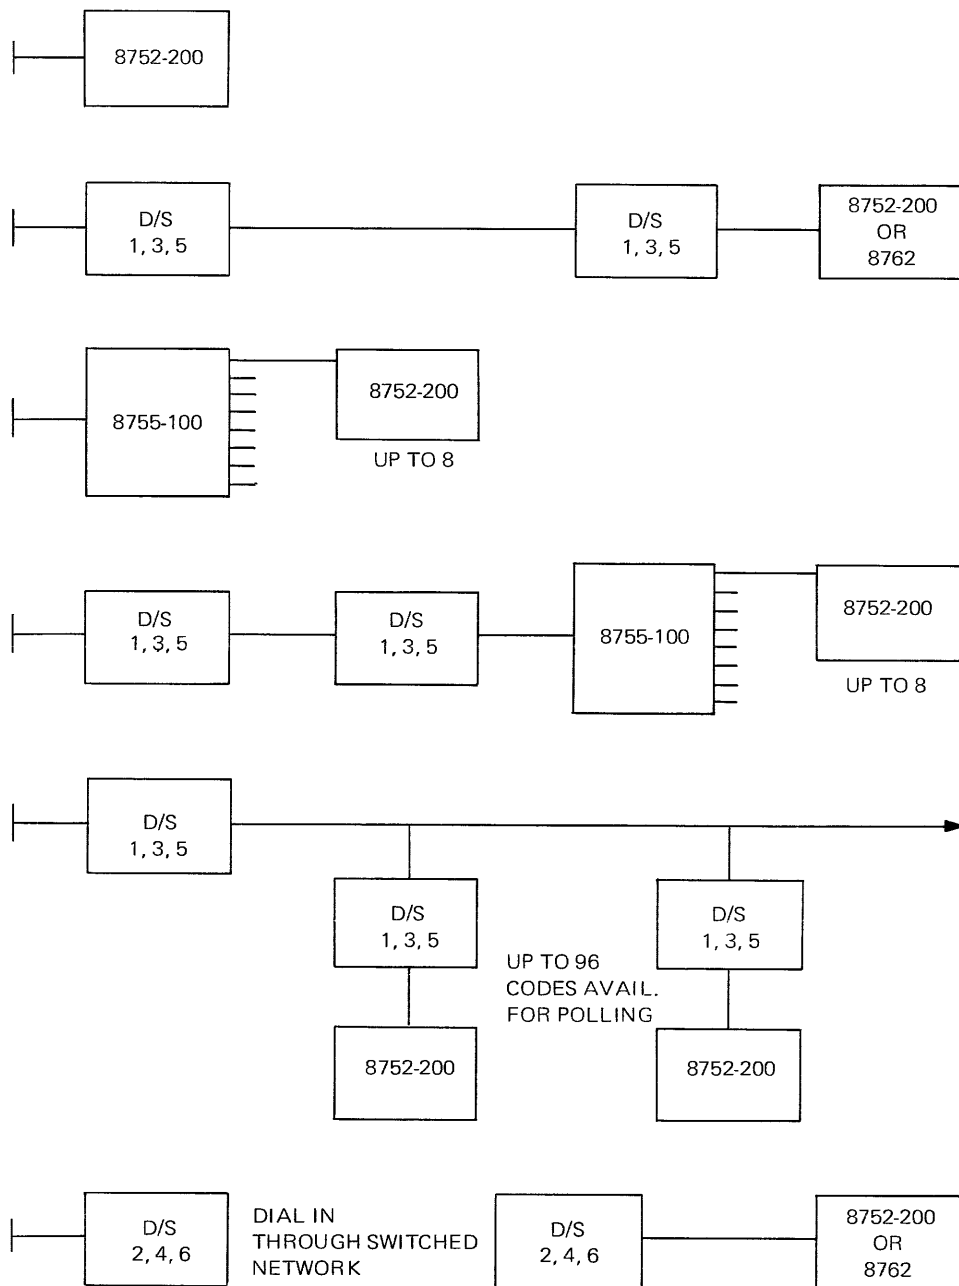 8752-200
D/S
1, 3, 5
D/S
1, 3, 5
8752-200
OR
8762
8755-100
8752-200
UP TO 8
D/S
1, 3, 5
D/S
1, 3, 5
8755-100
8752-200
UP TO 8
D/S
1, 3, 5
D/S
1, 3, 5
UP TO 96
CODES AVAIL.
FOR POLLING
D/S
1, 3, 5
8752-200
8752-200
D/S
2, 4, 6
DIAL IN
THROUGH SWITCHED
NETWORK
D/S
2, 4, 6
8752-200
OR
8762